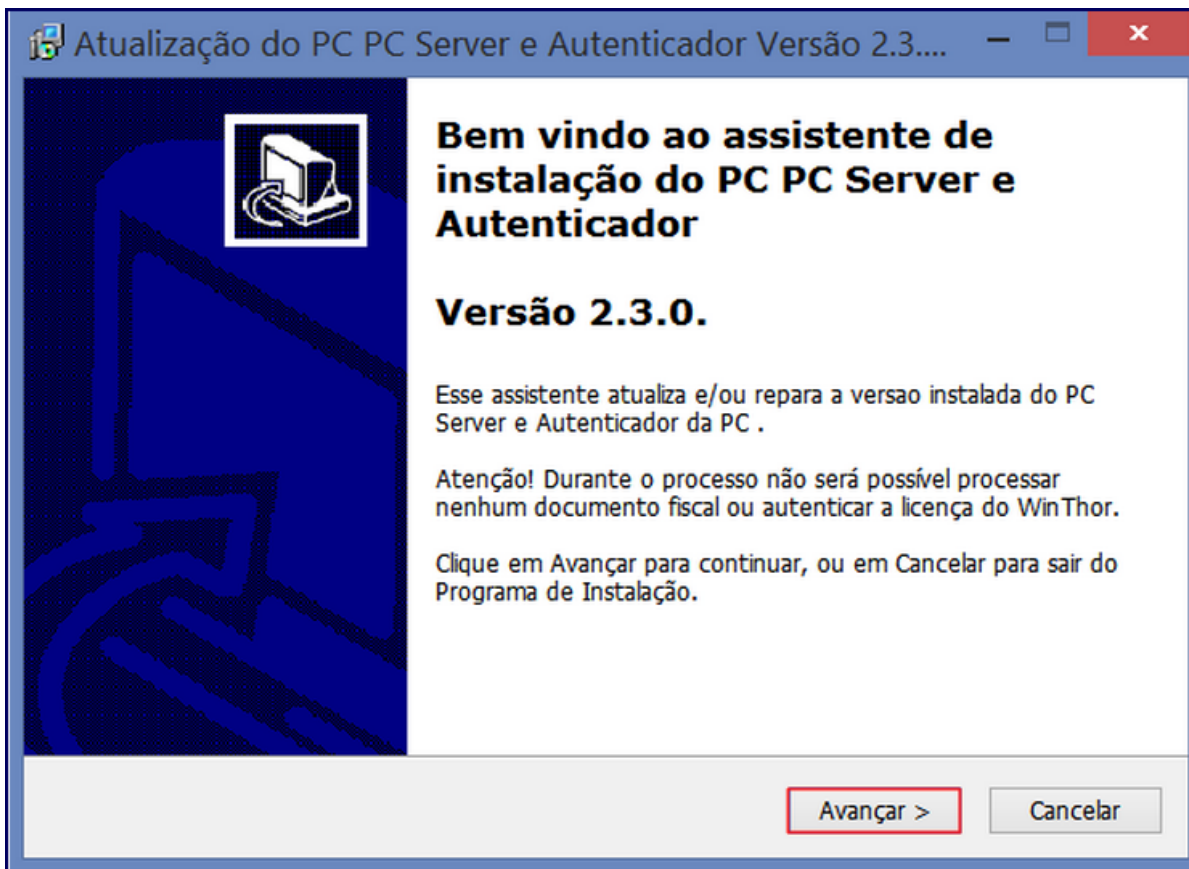 Atualização do PC PC Server e Autenticador Versão 2.3....
Bem vindo ao assistente de
instalação do PC PC Server e
Autenticador
Versão 2.3.0.
Esse assistente atualiza e/ou repara a versao instalada do PC
Server e Autenticador da PC .
Atenção! Durante o processo não será possível processar
nenhum documento fiscal ou autenticar a licença do WinThor.
Clique em Avançar para continuar, ou em Cancelar para sair do
Programa de Instalação.
Avançar >
Cancelar